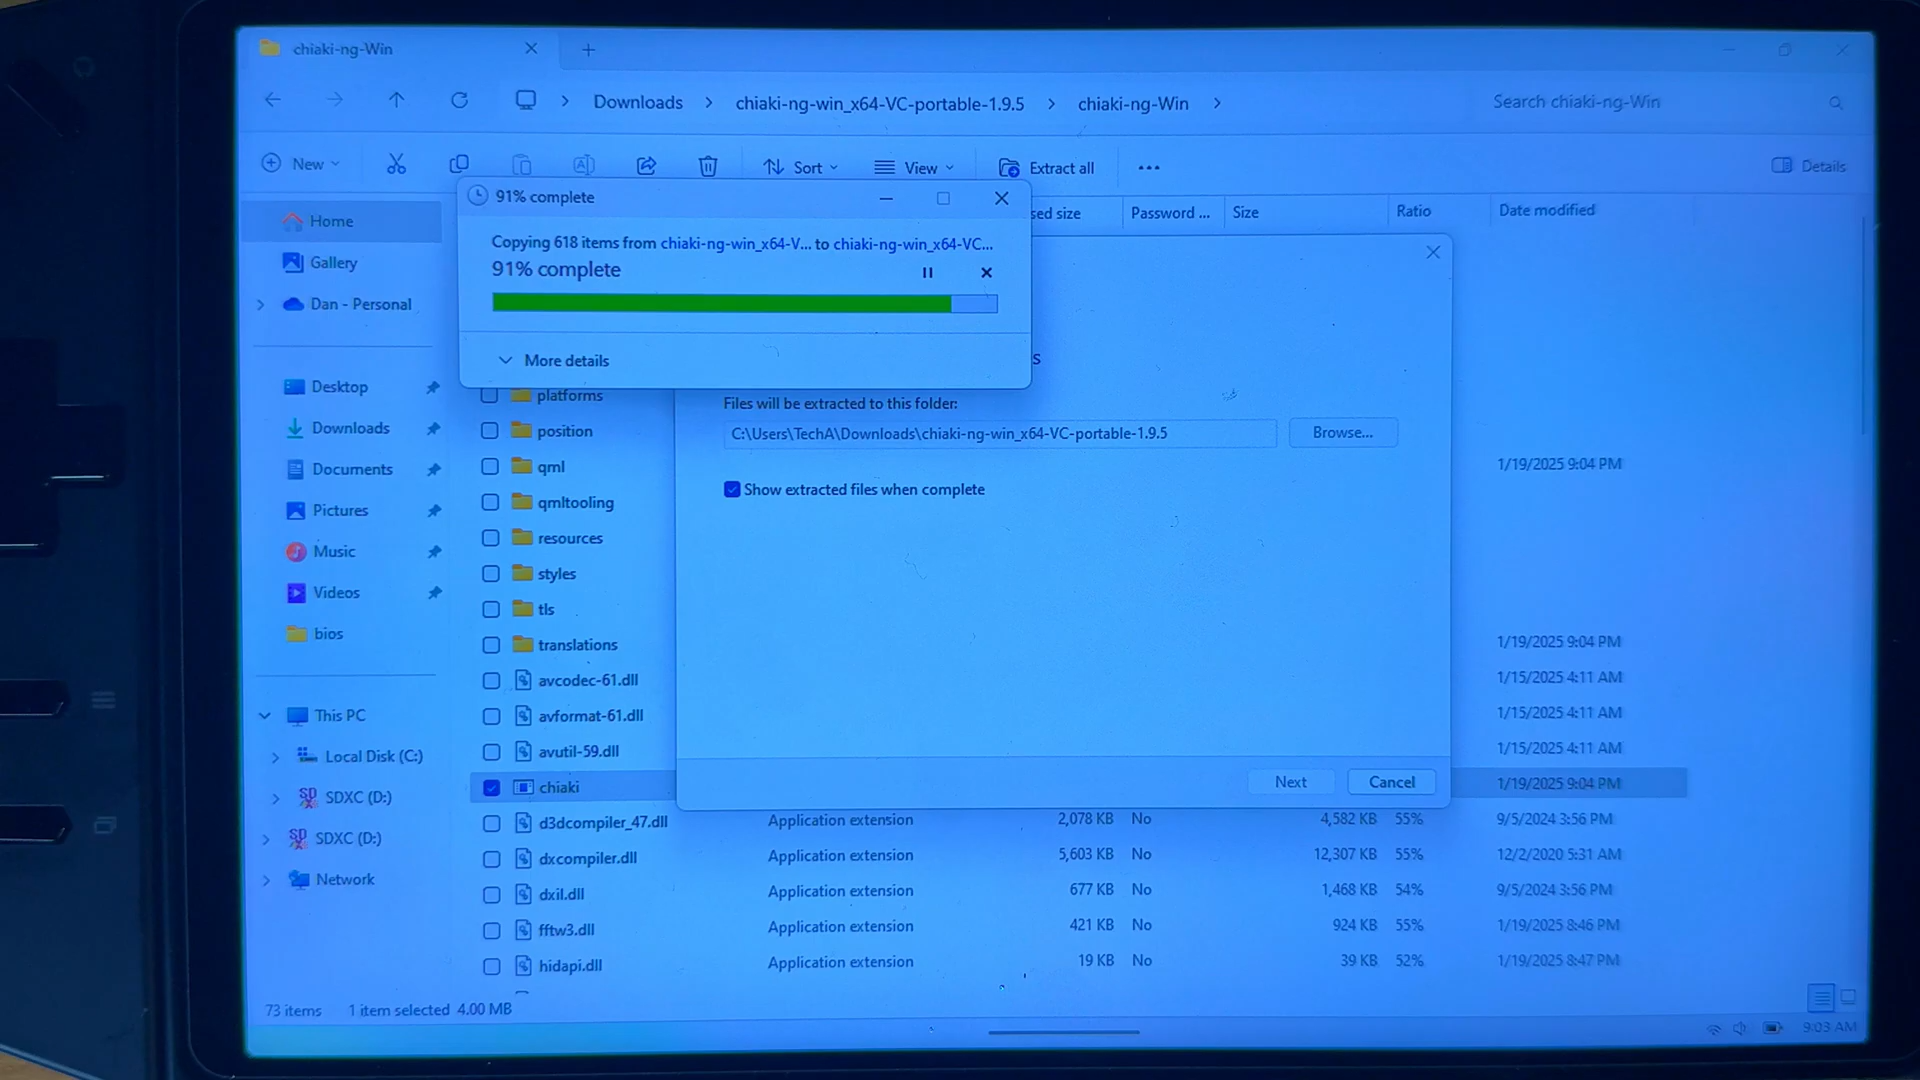 chiaki-ng-Win
Downloads
chiaki-ng-win_x64-VC-portable-1.9.5
chiaki-ng-Win
Search chiaki-ng-Win
New
Sort
View
Extract all
Details
91% complete
Copying 618 items from chiaki-ng-win_x64-V... to chiaki-ng-win_x64-VC...
91% complete
More details
sed size
Password ...
Size
Ratio
Date modified
Home
Gallery
Dan - Personal
Desktop
Downloads
Documents
Pictures
Music
Videos
bios
This PC
Local Disk (C:)
SDXC (D:)
SDXC (D:)
Network
s
Files will be extracted to this folder:
C:\Users\TechA\Downloads\chiaki-ng-win_x64-VC-portable-1.9.5
Browse...
Show extracted files when complete
Next
Cancel
platforms
position
1/19/2025 9:04 PM
qml
qmltooling
resources
styles
tls
translations 1/19/2025 9:04 PM
avcodec-61.dll 1/15/2025 4:11 AM
avformat-61.dll 1/15/2025 4:11 AM
avutil-59.dll 1/15/2025 4:11 AM
chiaki 1/19/2025 9:04 PM
d3dcompiler_47.dll Application extension 2,078 KB No 4,582 KB 55% 9/5/2024 3:56 PM
dxcompiler.dll Application extension 5,603 KB No 12,307 KB 55% 12/2/2020 5:31 AM
dxil.dll Application extension 677 KB No 1,468 KB 54% 9/5/2024 3:56 PM
fftw3.dll Application extension 421 KB No 924 KB 55% 1/19/2025 8:46 PM
hidapi.dll Application extension 19 KB No 39 KB 52% 1/19/2025 8:47 PM
73 items 1 item selected 4.00 MB
9:03 AM